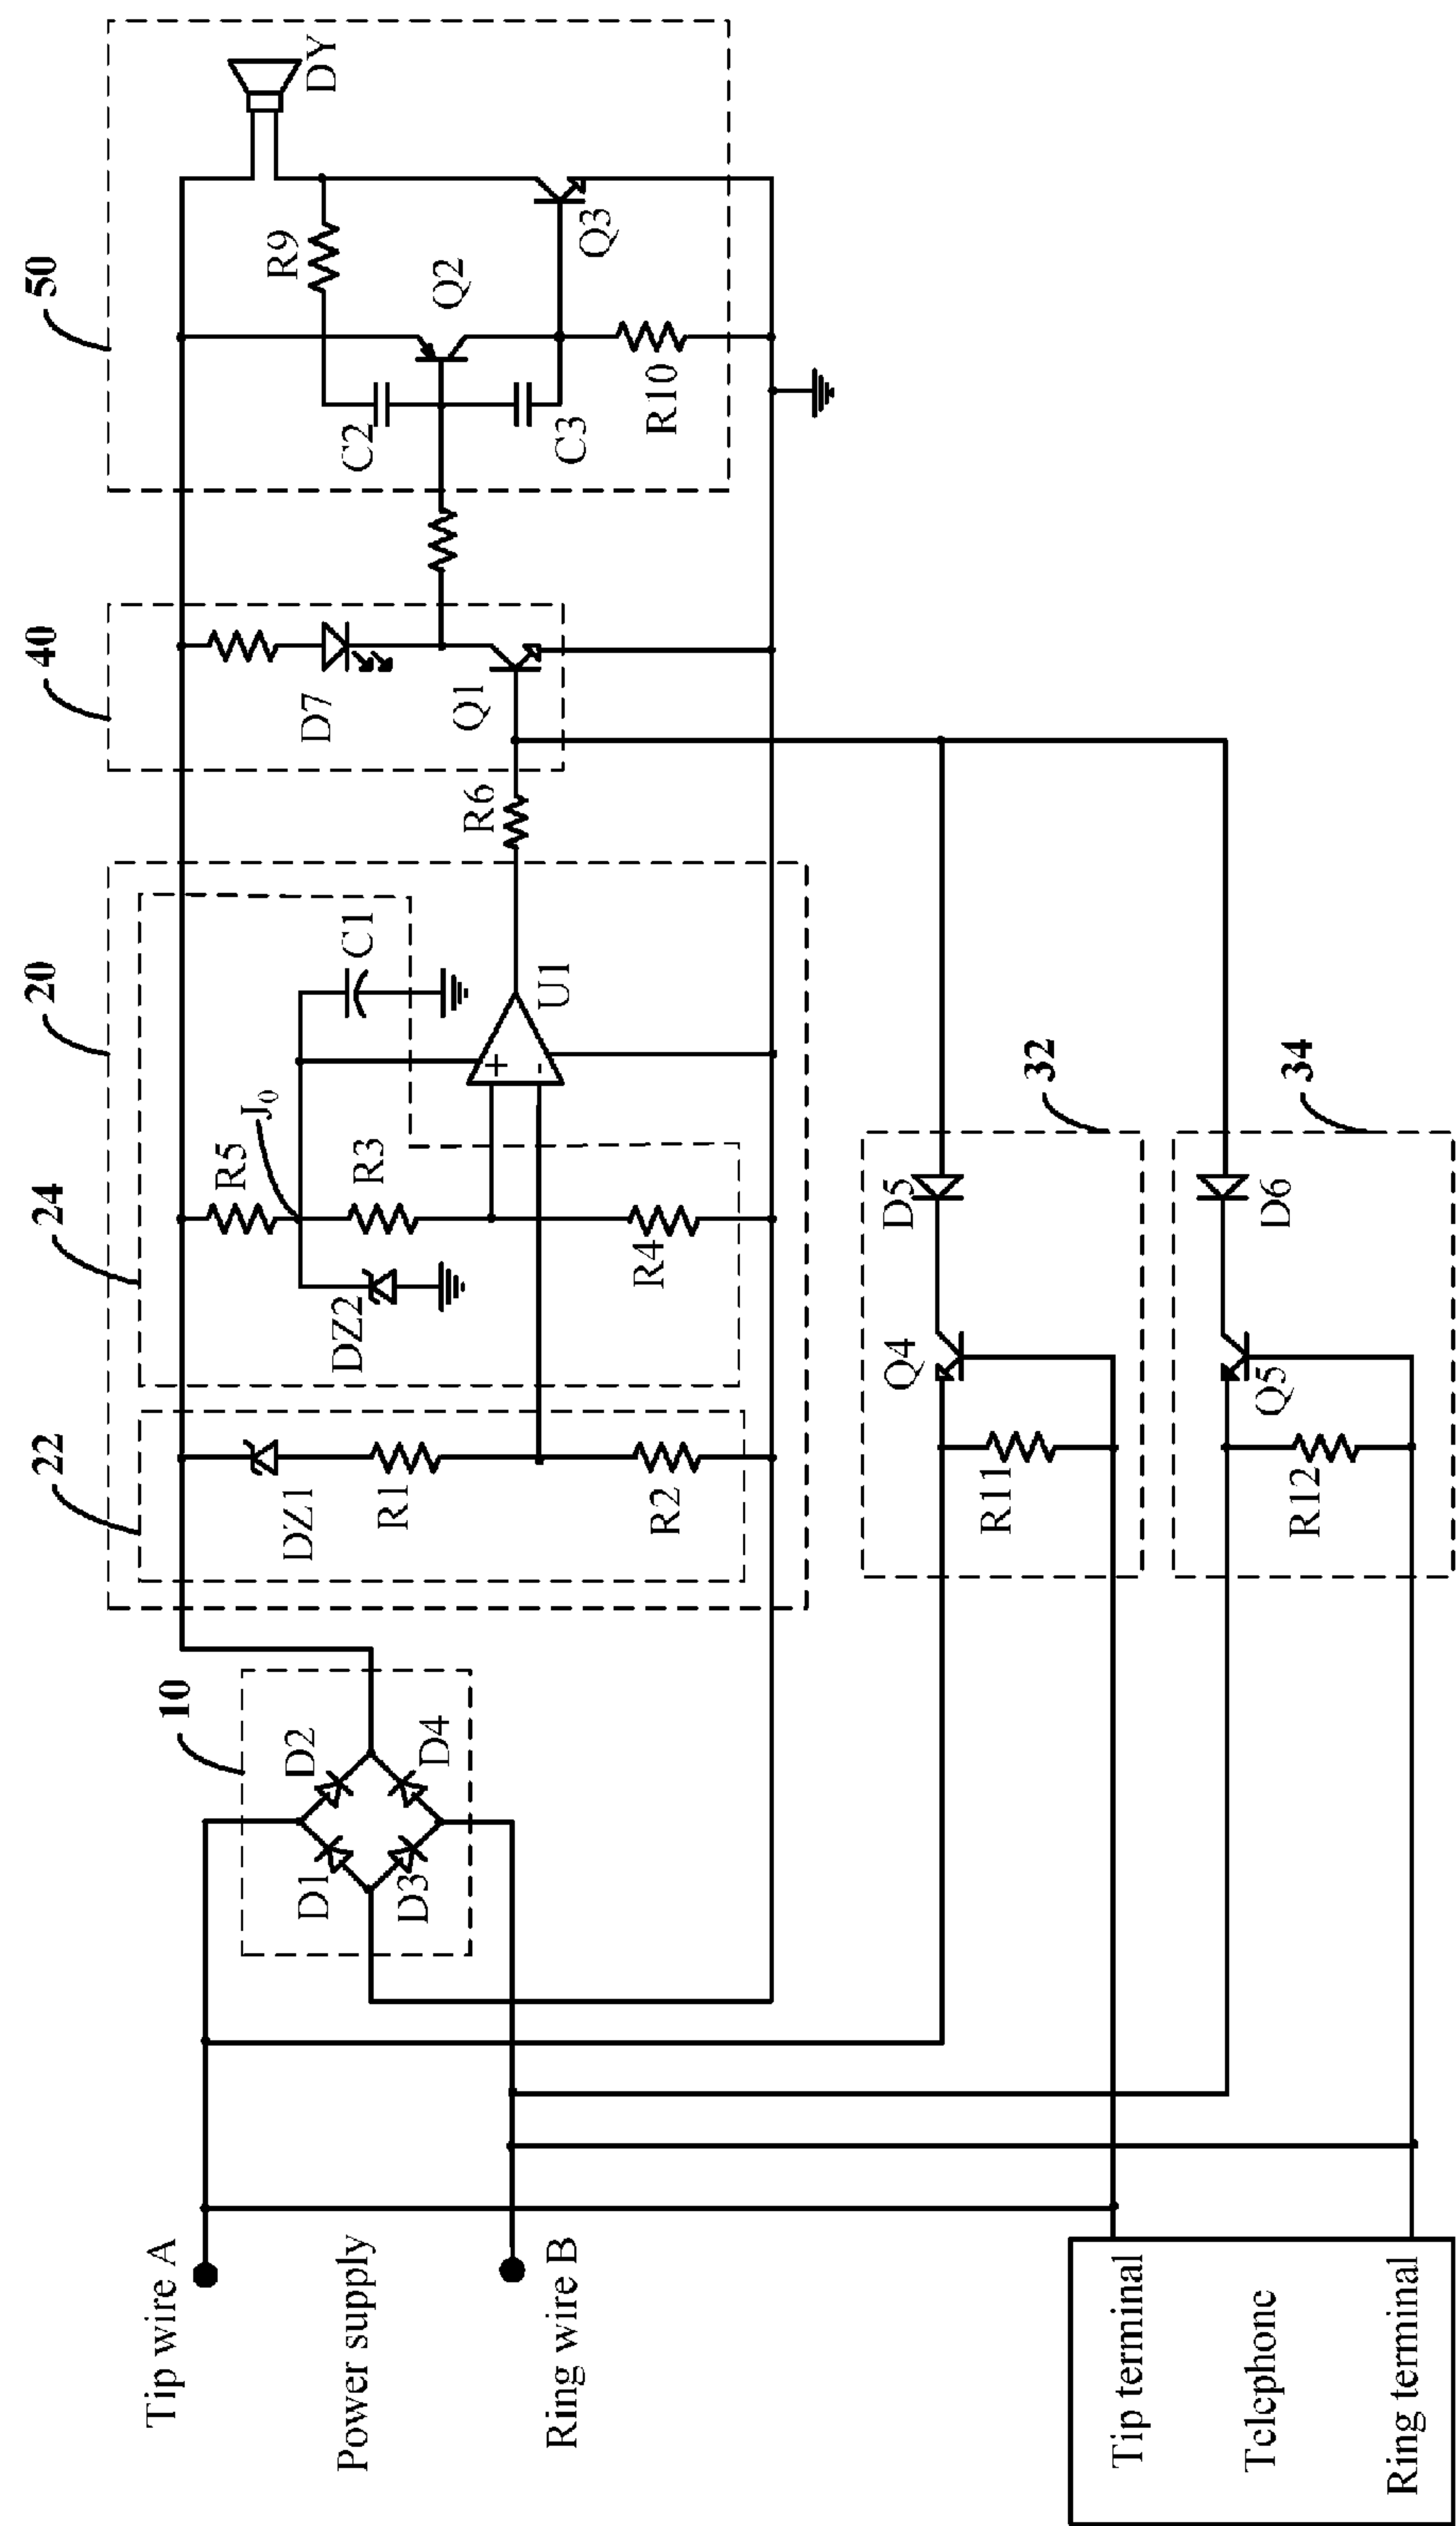 50
40
20
24
22
10
DY
R9
Q2
Q3
C2
C3
R10
D7
Q1
R6
C1
U1
J0
R5
R3
R4
DZ2
DZ1
R1
R2
D2
D4
D1
D3
32
34
D5
D6
Q4
Q5
R11
R12
Tip wire A
Power supply
Ring wire B
Tip terminal
Telephone
Ring terminal
+
-